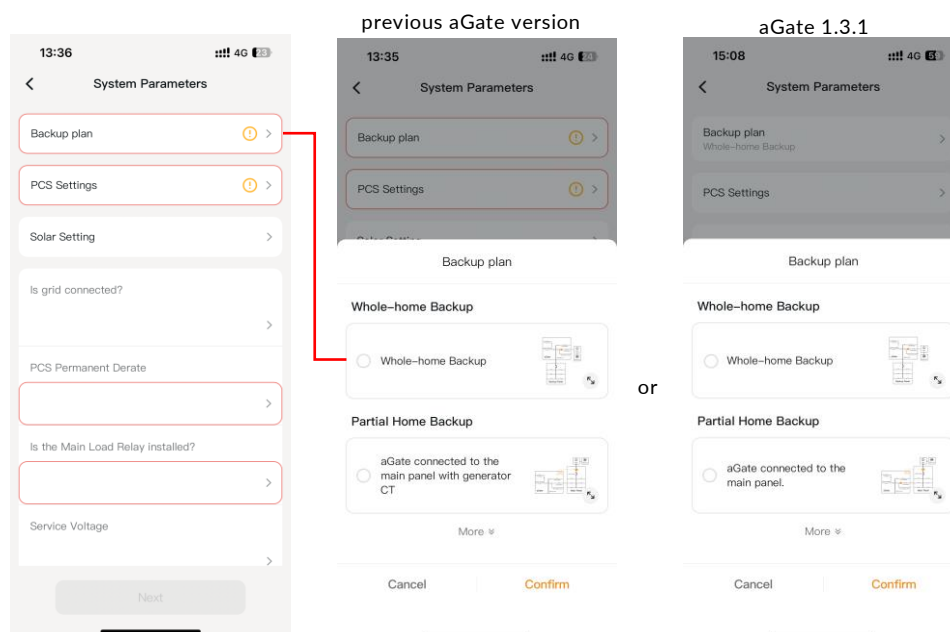 previous aGate version
aGate 1.3.1
13:36
4G 23
System Parameters
Backup plan
PCS Settings
Solar Setting
Is grid connected?
PCS Permanent Derate
Is the Main Load Relay installed?
Service Voltage
Next
13:35
4G 24
System Parameters
Backup plan
PCS Settings
Backup plan
Whole-home Backup
Whole-home Backup
Partial Home Backup
aGate connected to the
main panel with generator
CT
More
Cancel
Confirm
or
15:08
4G
System Parameters
Backup plan
Whole-home Backup
PCS Settings
Backup plan
Whole-home Backup
Whole-home Backup
Partial Home Backup
aGate connected to the
main panel.
More
Cancel
Confirm